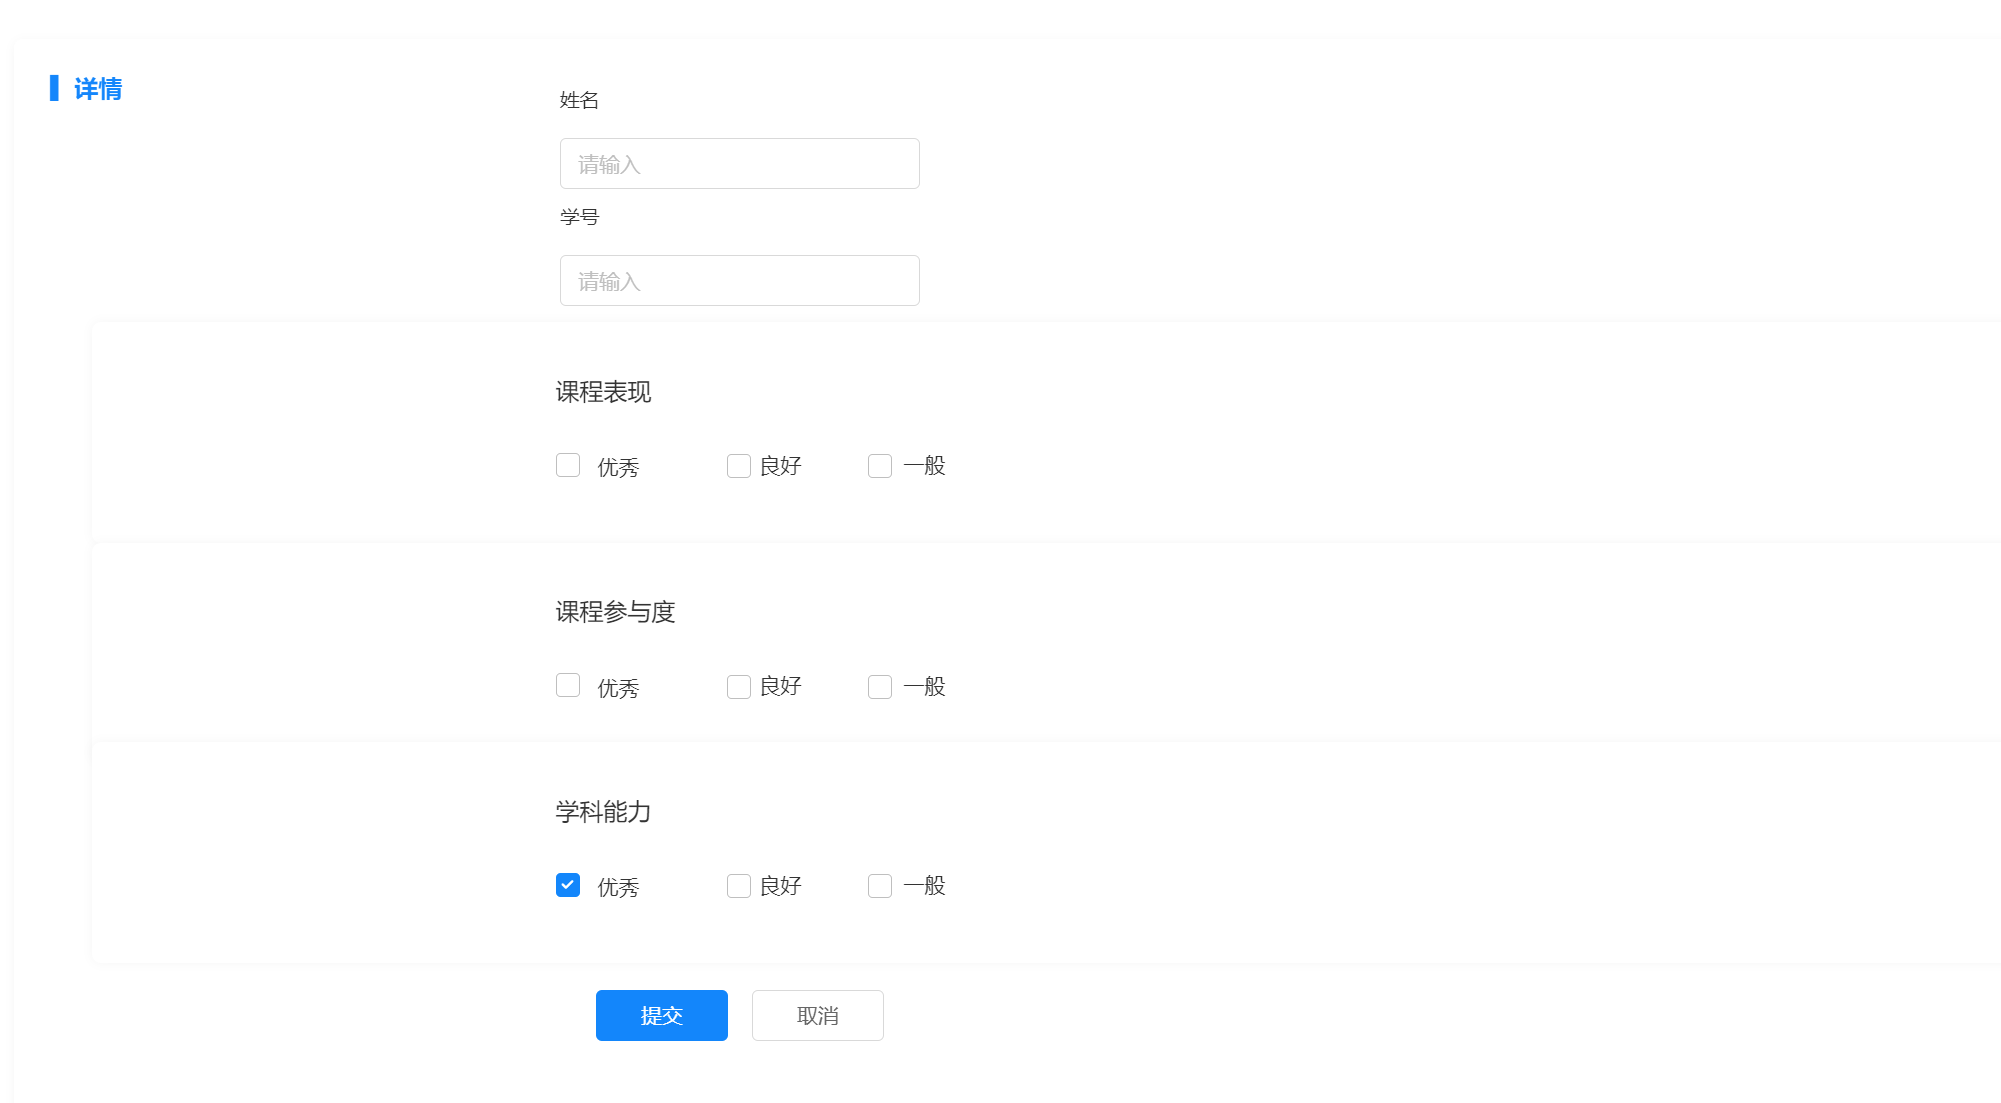 详情
姓名
请输入
学号
请输入
课程表现
优秀 良好 一般
课程参与度
优秀 良好 一般
学科能力
优秀 良好 一般
提交 取消